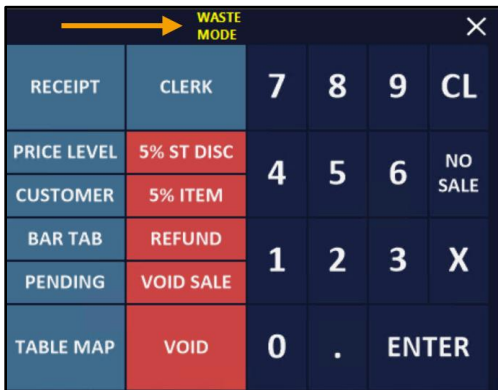 WASTE
MODE
RECEIPT CLERK 7 8 9 CL
PRICE LEVEL 5% ST DISC 4 5 6 NO
SALE
CUSTOMER 5% ITEM
BAR TAB REFUND 1 2 3 X
PENDING VOID SALE
TABLE MAP VOID 0 . ENTER